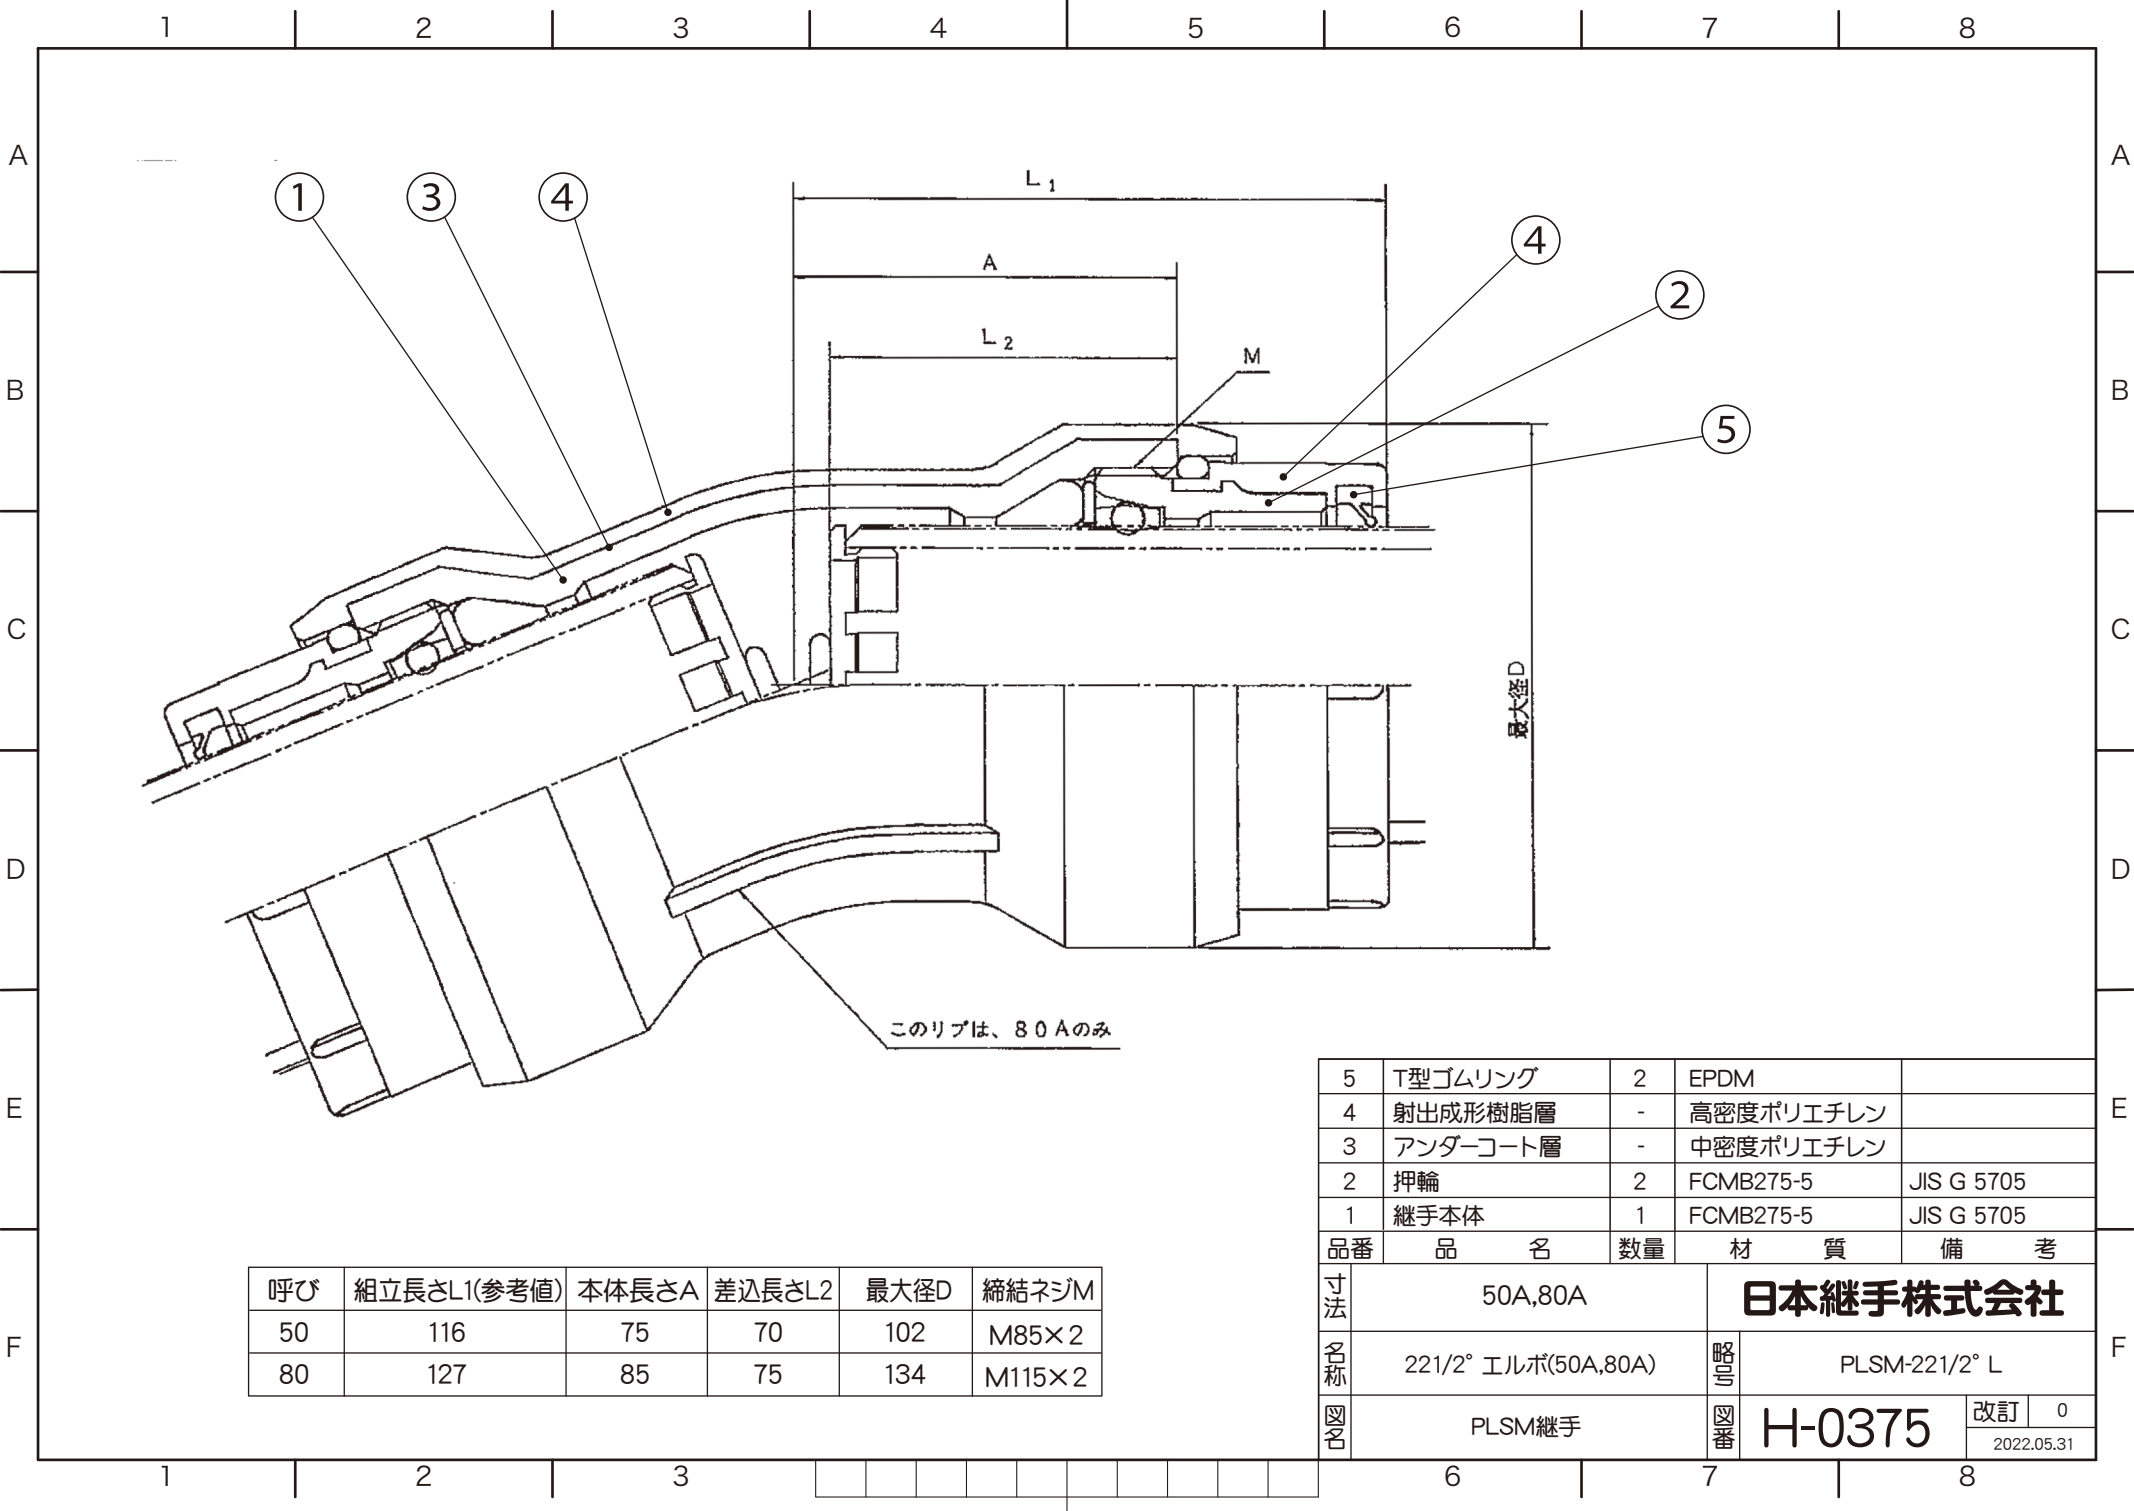 1 2 3 4 5 6 7 8
A A
B B
C C
D D
E E
F F
① ③ ④
④
②
⑤
L₁
A
L₂
M
最大径D
このリブは、80Aのみ
5 T型ゴムリング 2 EPDM
4 射出成形樹脂層 - 高密度ポリエチレン
3 アンダーコート層 - 中密度ポリエチレン
2 押輪 2 FCMB275-5 JIS G 5705
1 継手本体 1 FCMB275-5 JIS G 5705
品番 品名 数量 材質 備考
寸法 50A,80A 日本継手株式会社
名称 221/2° エルボ(50A,80A) 略号 PLSM-221/2° L
図名 PLSM継手 図番 H-0375 改訂 0
2022.05.31
呼び 組立長さL1(参考値) 本体長さA 差込長さL2 最大径D 締結ネジM
50 116 75 70 102 M85×2
80 127 85 75 134 M115×2
1 2 3 6 7 8